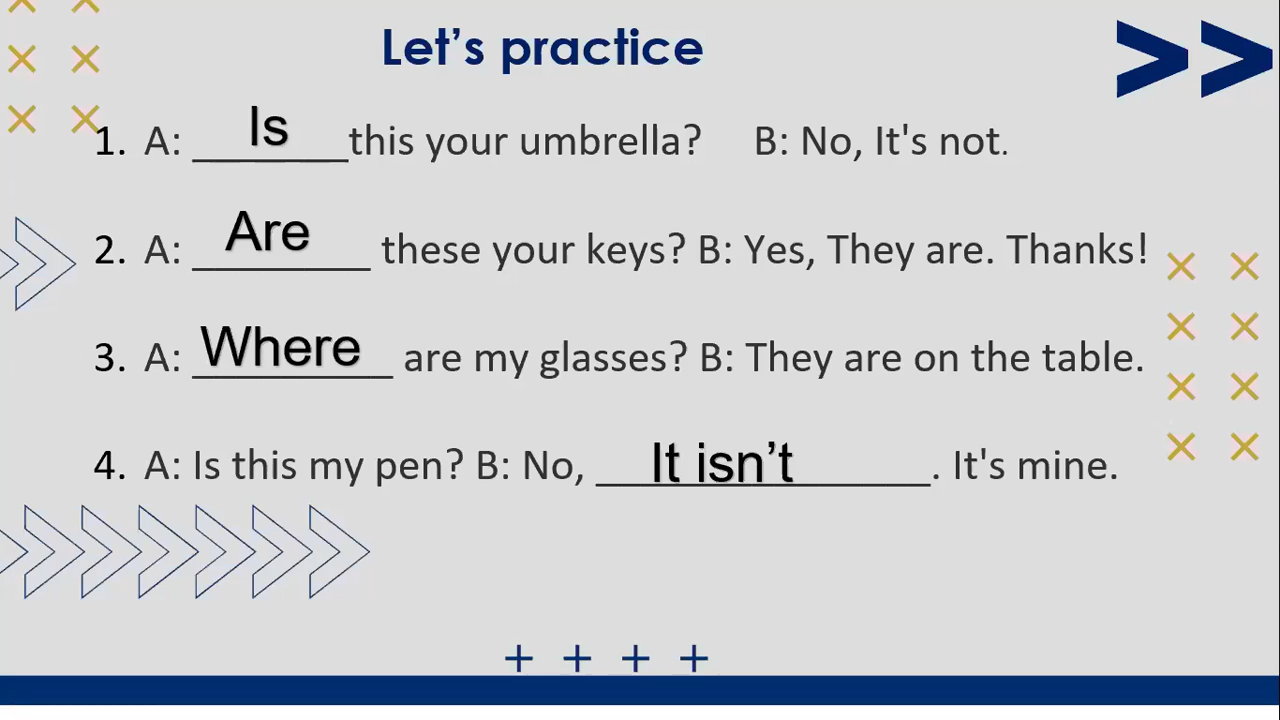 Let's practice
1. A: Is this your umbrella? B: No, It's not.
2. A: Are these your keys? B: Yes, They are. Thanks!
3. A: Where are my glasses? B: They are on the table.
4. A: Is this my pen? B: No, It isn’t. It's mine.